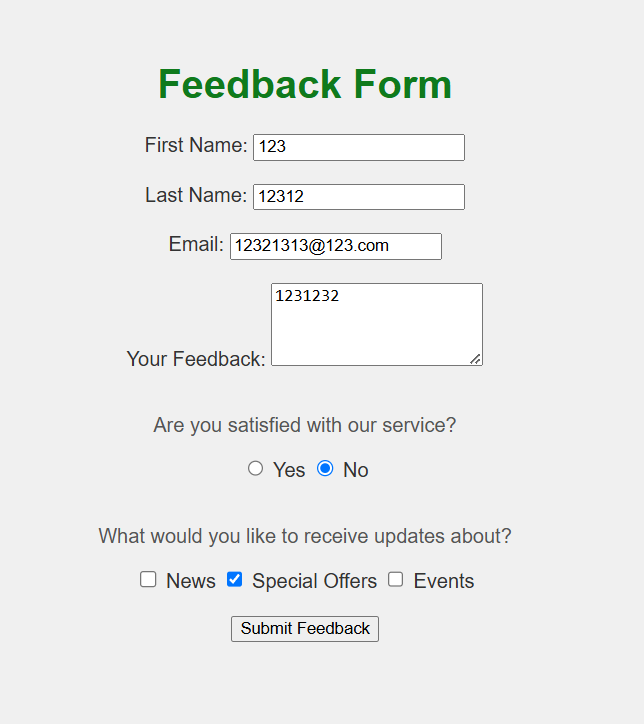 Feedback Form
First Name: 123
Last Name: 12312
Email: 12321313@123.com
1231232
Your Feedback:
Are you satisfied with our service?
Yes No
What would you like to receive updates about?
News Special Offers Events
Submit Feedback